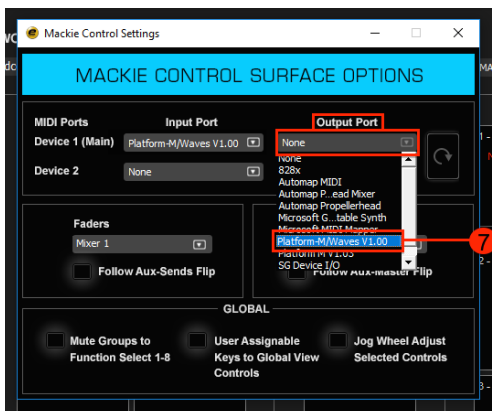 Mackie Control Settings
MACKIE CONTROL SURFACE OPTIONS
MIDI Ports Input Port Output Port
Device 1 (Main) Platform-M/Waves V1.00 None
Device 2 None
None
828x
Automap MIDI
Automap P...ead Mixer
Automap Propellerhead
Microsoft G...table Synth
Microsoft MIDI Mapper
Platform-M/Waves V1.00
Platform M V1.03
SG Device I/O
7
Faders
Mixer 1
Follow Aux-Sends Flip
Follow Aux-Master Flip
GLOBAL
Mute Groups to
Function Select 1-8
User Assignable
Keys to Global View
Controls
Jog Wheel Adjust
Selected Controls